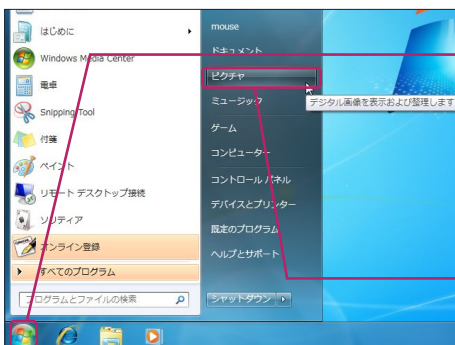 はじめに
Windows Media Center
電卓
Snipping Tool
付箋
ペイント
リモート デスクトップ接続
ソリティア
オンライン登録
すべてのプログラム
プログラムとファイルの検索
mouse
ドキュメント
ピクチャ
デジタル画像を表示および整理します
ミュージック
ゲーム
コンピューター
コントロール パネル
デバイスとプリンター
既定のプログラム
ヘルプとサポート
シャットダウン